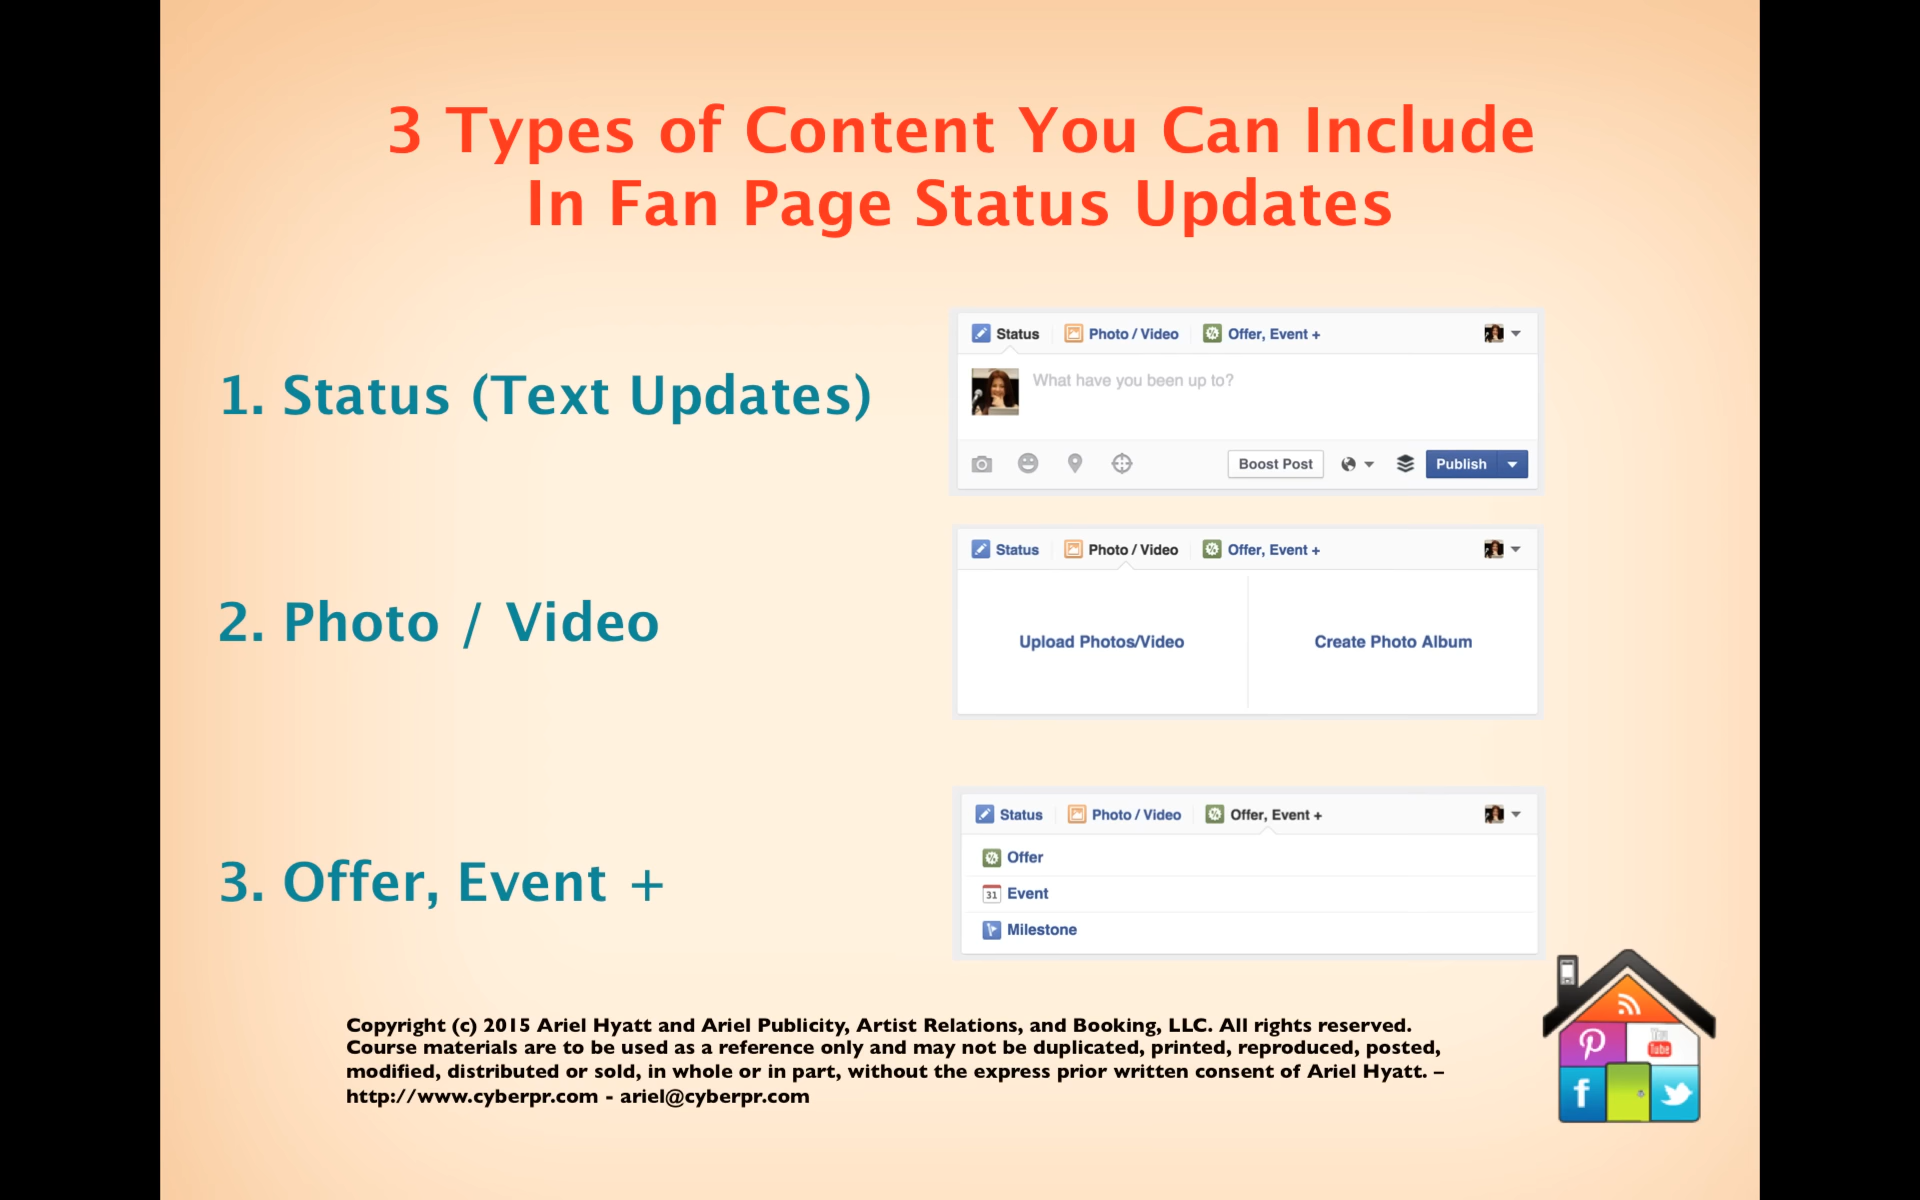 3 Types of Content You Can Include
In Fan Page Status Updates
1. Status (Text Updates)
Status
Photo / Video
Offer, Event +
What have you been up to?
Boost Post
Publish
2. Photo / Video
Status
Photo / Video
Offer, Event +
Upload Photos/Video
Create Photo Album
3. Offer, Event +
Status
Photo / Video
Offer, Event +
Offer
31
Event
Milestone
Copyright (c) 2015 Ariel Hyatt and Ariel Publicity, Artist Relations, and Booking, LLC. All rights reserved.
Course materials are to be used as a reference only and may not be duplicated, printed, reproduced, posted,
modified, distributed or sold, in whole or in part, without the express prior written consent of Ariel Hyatt. –
http://www.cyberpr.com - ariel@cyberpr.com
You
Tube
f